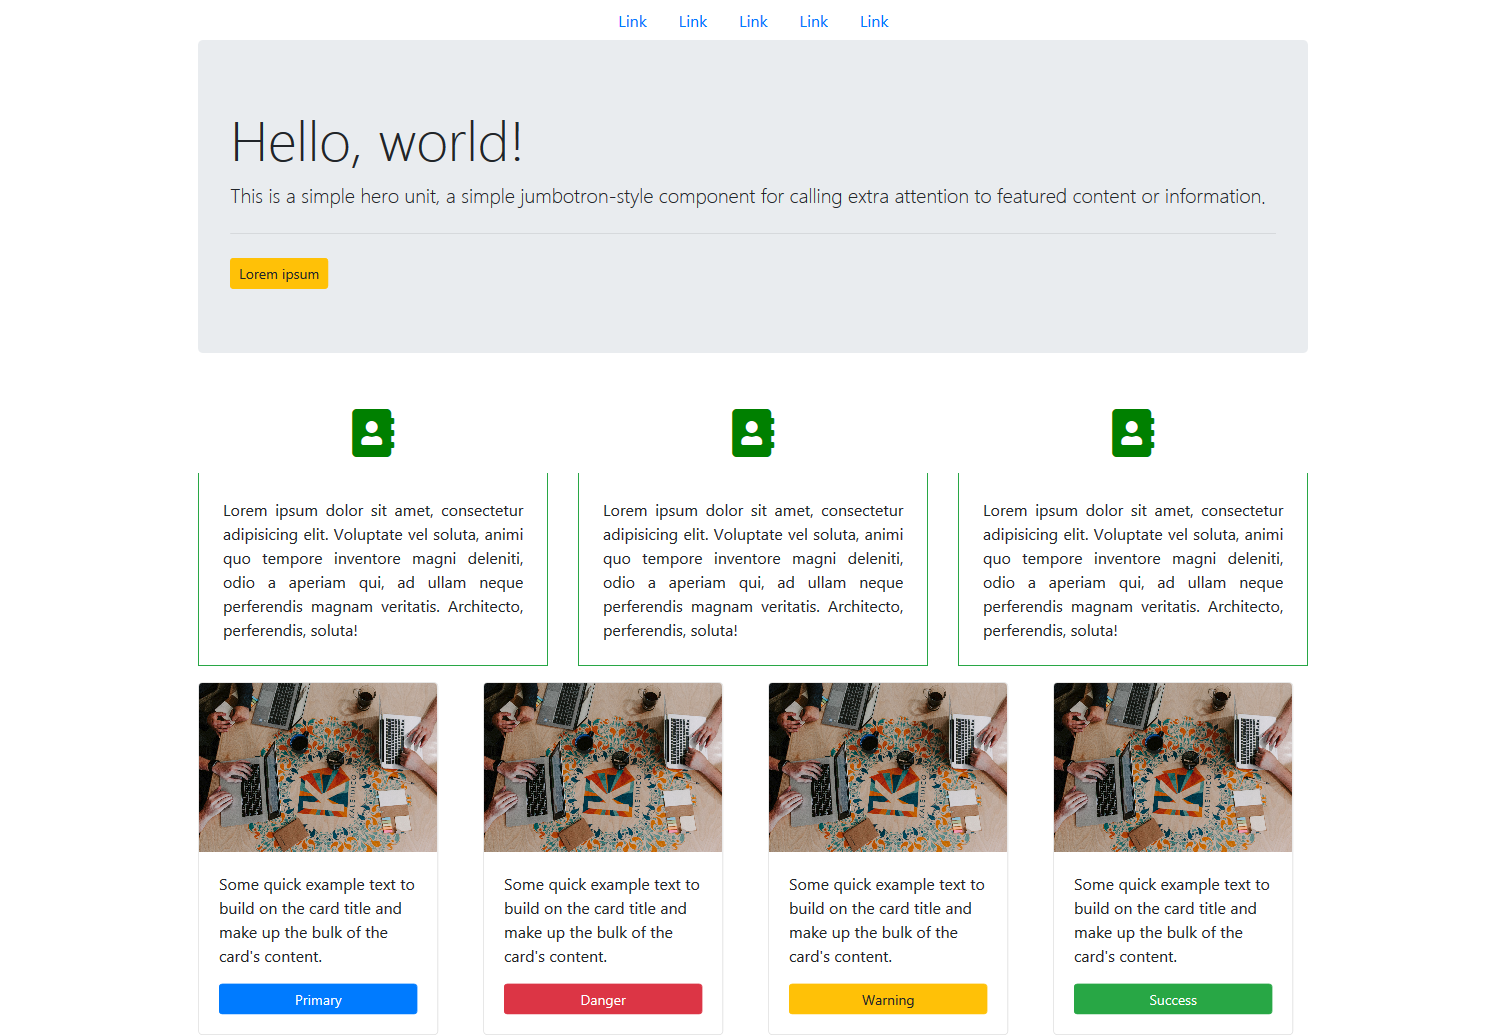 Link Link Link Link Link
Hello, world!
This is a simple hero unit, a simple jumbotron-style component for calling extra attention to featured content or information.
Lorem ipsum
Lorem ipsum dolor sit amet, consectetur
adipisicing elit. Voluptate vel soluta, animi
quo tempore inventore magni deleniti,
odio a aperiam qui, ad ullam neque
perferendis magnam veritatis. Architecto,
perferendis, soluta!
Lorem ipsum dolor sit amet, consectetur
adipisicing elit. Voluptate vel soluta, animi
quo tempore inventore magni deleniti,
odio a aperiam qui, ad ullam neque
perferendis magnam veritatis. Architecto,
perferendis, soluta!
Lorem ipsum dolor sit amet, consectetur
adipisicing elit. Voluptate vel soluta, animi
quo tempore inventore magni deleniti,
odio a aperiam qui, ad ullam neque
perferendis magnam veritatis. Architecto,
perferendis, soluta!
Some quick example text to
build on the card title and
make up the bulk of the
card's content.
Primary
Some quick example text to
build on the card title and
make up the bulk of the
card's content.
Danger
Some quick example text to
build on the card title and
make up the bulk of the
card's content.
Warning
Some quick example text to
build on the card title and
make up the bulk of the
card's content.
Success